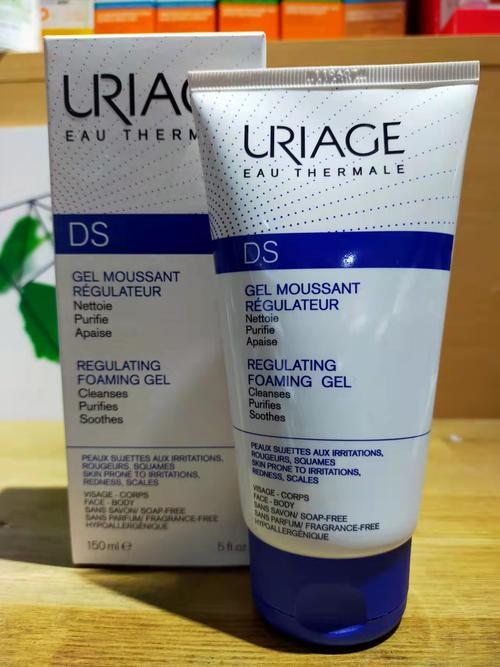 URIAG
EAU THERM
DS
GEL MOUSSANT
RÉGULATEUR
Nettoie
Purifie
Apaise
REGULATING
FOAMING GEL
Cleanses
Purifies
Soothes
PEAUX SUJETTES AUX IRRITATIONS,
ROUGEURS, SQUAMES
SKIN PRONE TO IRRITATIONS,
REDNESS, SCALES
VISAGE - CORPS
FACE - BODY
SANS SAVON/ SOAP-FREE
SANS PARFUM/ FRAGRANCE-FREE
HYPOALLERGÉNIQUE
150 ml e 5 fl.oz
URIAGE
EAU THERMALE
DS
GEL MOUSSANT
RÉGULATEUR
Nettoie
Purifie
Apaise
REGULATING
FOAMING GEL
Cleanses
Purifies
Soothes
PEAUX SUJETTES AUX IRRITATIONS,
ROUGEURS, SQUAMES
SKIN PRONE TO IRRITATIONS,
REDNESS, SCALES
VISAGE - CORPS
FACE - BODY
SANS SAVON/ SOAP-FREE
SANS PARFUM/ FRAGRANCE-FREE
HYPOALLERGÉNIQUE